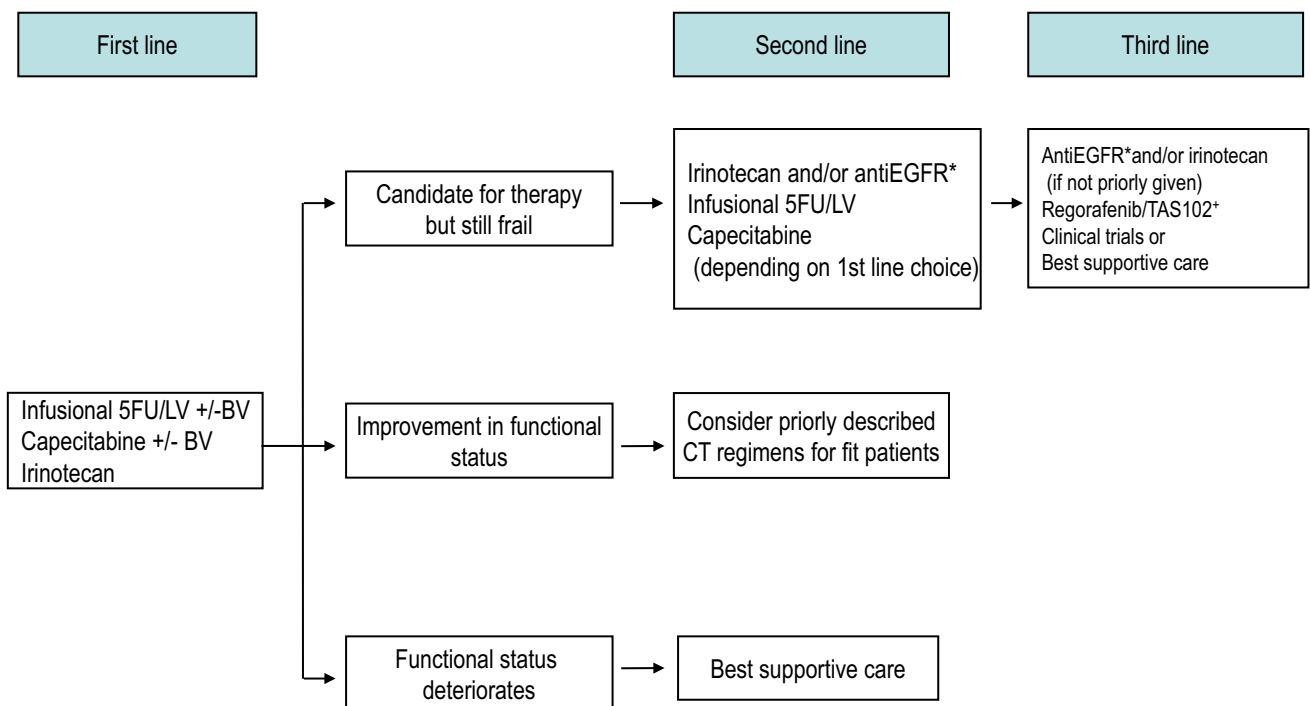 First line
Second line
Third line
Candidate for therapy
but still frail
Irinotecan and/or antiEGFR*
Infusional 5FU/LV
Capecitabine
(depending on 1st line choice)
AntiEGFR*and/or irinotecan
(if not priorly given)
Regorafenib/TAS102⁺
Clinical trials or
Best supportive care
Infusional 5FU/LV +/-BV
Capecitabine +/- BV
Irinotecan
Improvement in functional
status
Consider priorly described
CT regimens for fit patients
Functional status
deteriorates
Best supportive care